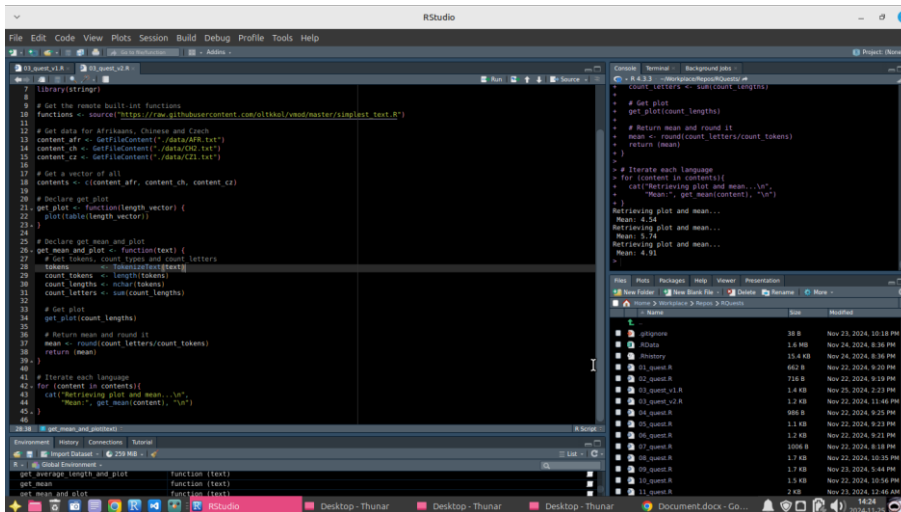 RStudio
File Edit Code View Plots Session Build Debug Profile Tools Help
Go to file/function
Addins
Project: (None
03_quest_v1.R
03_quest_v2.R
Run
Source
7 library(stringr)
8
9 # Get the remote built-int functions
10 functions <- source("https://raw.githubusercontent.com/oltkkol/vmod/master/simplest_text.R")
11
12 # Get data for Afrikaans, Chinese and Czech
13 content_afr <- GetFileContent("./data/AFR.txt")
14 content_ch <- GetFileContent("./data/CH2.txt")
15 content_cz <- GetFileContent("./data/CZ1.txt")
16
17 # Get a vector of all
18 contents <- c(content_afr, content_ch, content_cz)
19
20 # Declare get_plot
21 get_plot <- function(length_vector) {
22 plot(table(length_vector))
23 }
24
25 # Declare get_mean_and_plot
26 get_mean_and_plot <- function(text) {
27 # Get tokens, count_types and count_letters
28 tokens <- TokenizeText(text)
29 count_tokens <- length(tokens)
30 count_lengths <- nchar(tokens)
31 count_letters <- sum(count_lengths)
32
33 # Get plot
34 get_plot(count_lengths)
35
36 # Return mean and round it
37 mean <- round(count_letters/count_tokens)
38 return (mean)
39 }
40
41 # Iterate each language
42 for (content in contents){
43 cat("Retrieving plot and mean...\n",
44 "Mean:", get_mean(content), "\n")
45 }
46
28:38 get_mean_and_plot(text) R Script
Environment History Connections Tutorial
Import Dataset 259 MiB List
R Global Environment
get_average_length_and_plot function (text)
get_mean function (text)
get_mean_and_plot function (text)
Console Terminal Background Jobs
R 4.3.3 · ~/Workplace/Repos/RQuests/
+ count_letters <- sum(count_lengths)
+
+ # Get plot
+ get_plot(count_lengths)
+
+ # Return mean and round it
+ mean <- round(count_letters/count_tokens)
+ return (mean)
+ }
>
> # Iterate each language
> for (content in contents){
+ cat("Retrieving plot and mean...\n",
+ "Mean:", get_mean(content), "\n")
+ }
Retrieving plot and mean...
Mean: 4.54
Retrieving plot and mean...
Mean: 5.74
Retrieving plot and mean...
Mean: 4.91
>
Files Plots Packages Help Viewer Presentation
New Folder New Blank File Delete Rename More
Home > Workplace > Repos > RQuests
Name Size Modified
..
.gitignore 38 B Nov 23, 2024, 10:18 PM
.RData 1.6 MB Nov 24, 2024, 8:36 PM
.Rhistory 15.4 KB Nov 24, 2024, 8:36 PM
01_quest.R 662 B Nov 22, 2024, 9:20 PM
02_quest.R 716 B Nov 22, 2024, 9:19 PM
03_quest_v1.R 1.4 KB Nov 25, 2024, 2:23 PM
03_quest_v2.R 1.2 KB Nov 22, 2024, 11:46 PM
04_quest.R 986 B Nov 22, 2024, 9:25 PM
05_quest.R 1.1 KB Nov 22, 2024, 9:23 PM
06_quest.R 1.2 KB Nov 22, 2024, 9:21 PM
07_quest.R 1006 B Nov 22, 2024, 8:18 PM
08_quest.R 1.7 KB Nov 22, 2024, 10:35 PM
09_quest.R 1.7 KB Nov 23, 2024, 5:44 PM
10_quest.R 1.5 KB Nov 22, 2024, 10:56 PM
11_quest.R 2 KB Nov 23, 2024, 12:46 AM
RStudio
Desktop - Thunar
Desktop - Thunar
Desktop - Thunar
Document.docx - Go...
14:24
2024-11-25